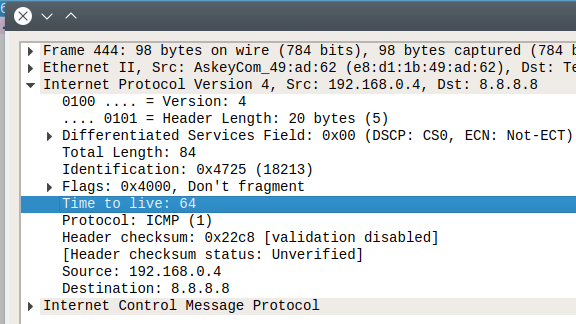 Frame 444: 98 bytes on wire (784 bits), 98 bytes captured (784 b
Ethernet II, Src: AskeyCom_49:ad:62 (e8:d1:1b:49:ad:62), Dst: Te
Internet Protocol Version 4, Src: 192.168.0.4, Dst: 8.8.8.8
0100 .... = Version: 4
.... 0101 = Header Length: 20 bytes (5)
Differentiated Services Field: 0x00 (DSCP: CS0, ECN: Not-ECT)
Total Length: 84
Identification: 0x4725 (18213)
Flags: 0x4000, Don't fragment
Time to live: 64
Protocol: ICMP (1)
Header checksum: 0x22c8 [validation disabled]
[Header checksum status: Unverified]
Source: 192.168.0.4
Destination: 8.8.8.8
Internet Control Message Protocol